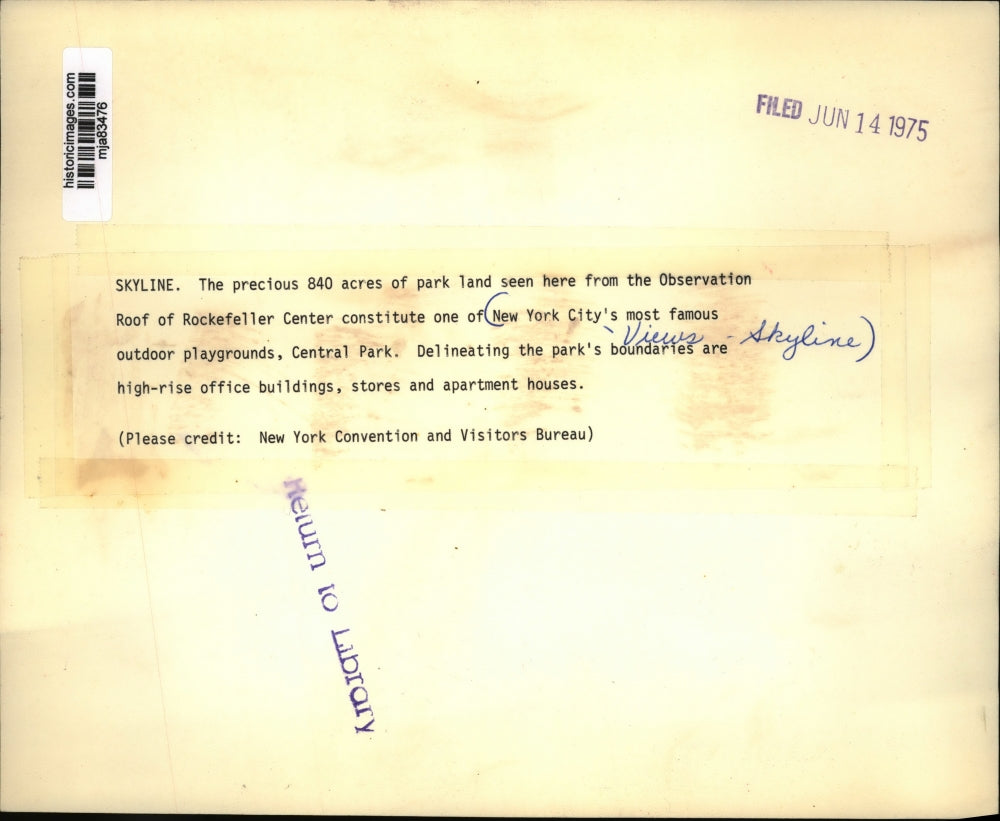 historicimages.com
mja83476
FILED JUN 14 1975
SKYLINE. The precious 840 acres of park land seen here from the Observation
Roof of Rockefeller Center constitute one of (New York City's most famous
Views - Skyline)
outdoor playgrounds, Central Park. Delineating the park's boundaries are
high-rise office buildings, stores and apartment houses.
(Please credit: New York Convention and Visitors Bureau)
Return to Library